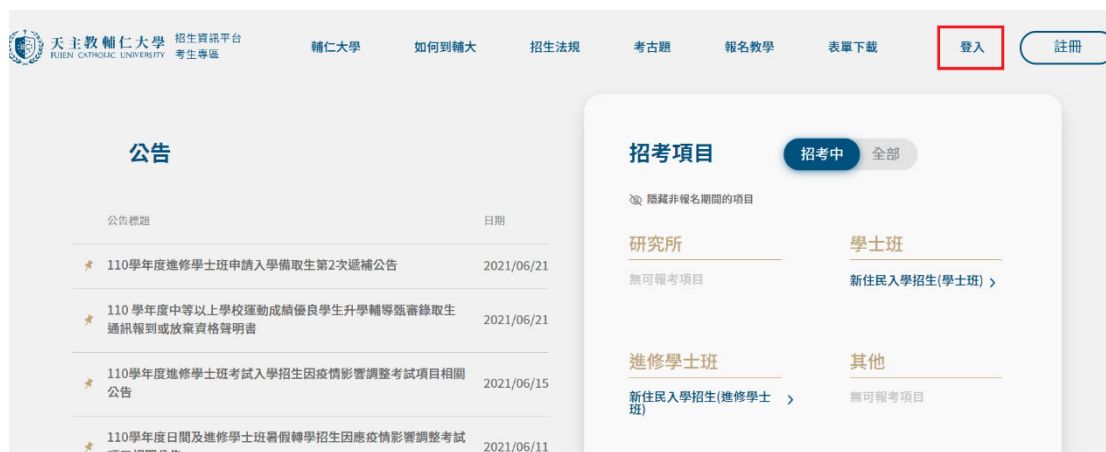 天主教輔仁大學 招生資訊平台
FUJEN CATHOLIC UNIVERSITY 考生專區
輔仁大學 如何到輔大 招生法規 考古題 報名教學 表單下載 登入 註冊
公告
公告標題 日期
110學年度進修學士班申請入學備取生第2次遞補公告 2021/06/21
110 學年度中等以上學校運動成績優良學生升學輔導甄審錄取生
通訊報到或放棄資格聲明書 2021/06/21
110學年度進修學士班考試入學招生因疫情影響調整考試項目相關
公告 2021/06/15
110學年度日間及進修學士班暑假轉學招生因應疫情影響調整考試
2021/06/11
招考項目 招考中 全部
隱藏非報名期間的項目
研究所
無可報考項目
學士班
新住民入學招生(學士班)
進修學士班
新住民入學招生(進修學士
班)
其他
無可報考項目